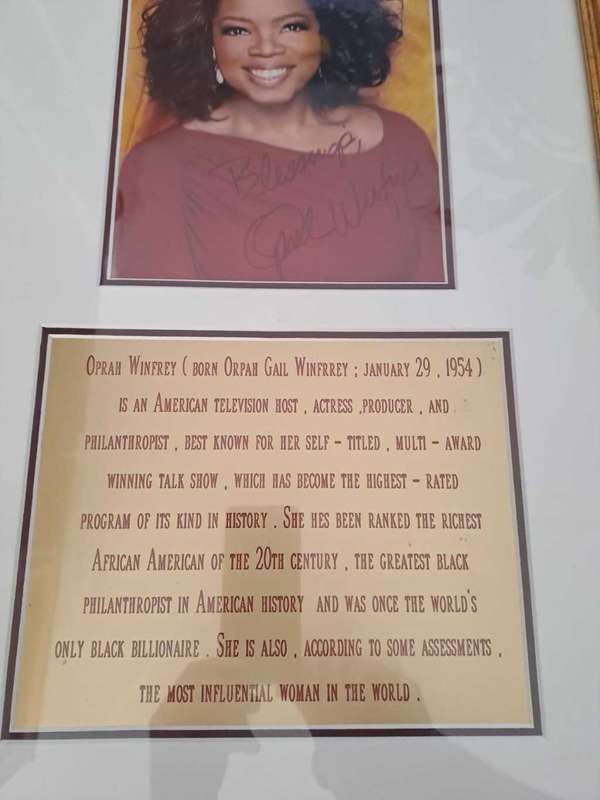 Blessings,
OPRAH WINFREY ( BORN ORPAH GAIL WINFRREY ; JANUARY 29 , 1954 )
IS AN AMERICAN TELEVISION HOST , ACTRESS ,PRODUCER , AND
PHILANTHROPIST , BEST KNOWN FOR HER SELF - TITLED , MULTI - AWARD
WINNING TALK SHOW , WHICH HAS BECOME THE HIGHEST - RATED
PROGRAM OF ITS KIND IN HISTORY . SHE HES BEEN RANKED THE RICHEST
AFRICAN AMERICAN OF THE 20TH CENTURY , THE GREATEST BLACK
PHILANTHROPIST IN AMERICAN HISTORY AND WAS ONCE THE WORLD'S
ONLY BLACK BILLIONAIRE . SHE IS ALSO , ACCORDING TO SOME ASSESSMENTS ,
THE MOST INFLUENTIAL WOMAN IN THE WORLD .